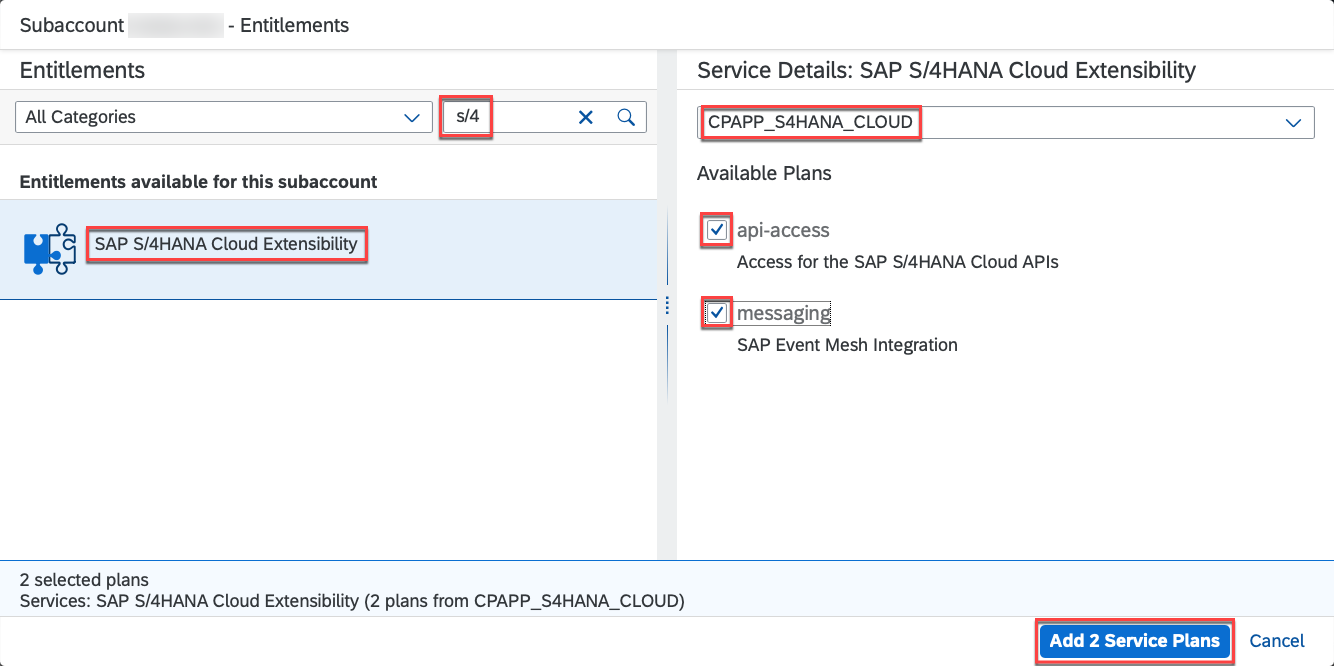 Subaccount - Entitlements
Entitlements
All Categories
s/4
Entitlements available for this subaccount
SAP S/4HANA Cloud Extensibility
Service Details: SAP S/4HANA Cloud Extensibility
CPAPP_S4HANA_CLOUD
Available Plans
api-access
Access for the SAP S/4HANA Cloud APIs
messaging
SAP Event Mesh Integration
2 selected plans
Services: SAP S/4HANA Cloud Extensibility (2 plans from CPAPP_S4HANA_CLOUD)
Add 2 Service Plans
Cancel